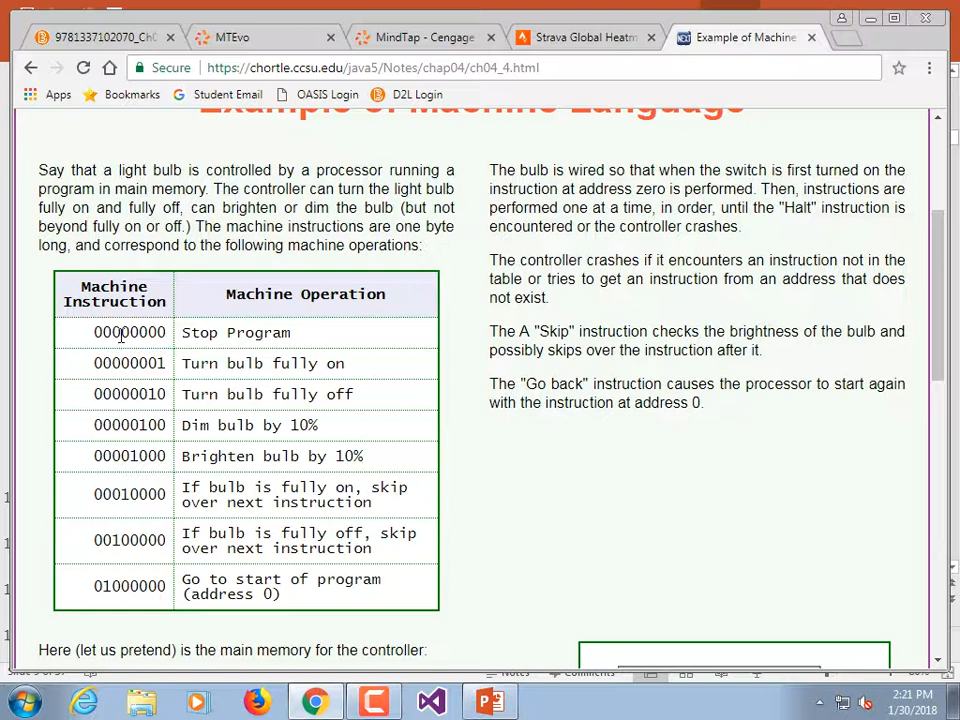 9781337102070_Ch0
MTEvo
MindTap - Cengage
Strava Global Heatm
Example of Machine
Secure
https://chortle.ccsu.edu/java5/Notes/chap04/ch04_4.html
Apps
Bookmarks
Student Email
OASIS Login
D2L Login
Example of Machine Language
Say that a light bulb is controlled by a processor running a
program in main memory. The controller can turn the light bulb
fully on and fully off, can brighten or dim the bulb (but not
beyond fully on or off.) The machine instructions are one byte
long, and correspond to the following machine operations:
Machine Instruction
Machine Operation
00000000 Stop Program
00000001 Turn bulb fully on
00000010 Turn bulb fully off
00000100 Dim bulb by 10%
00001000 Brighten bulb by 10%
00010000 If bulb is fully on, skip
over next instruction
00100000 If bulb is fully off, skip
over next instruction
01000000 Go to start of program
(address 0)
Here (let us pretend) is the main memory for the controller:
The bulb is wired so that when the switch is first turned on the
instruction at address zero is performed. Then, instructions are
performed one at a time, in order, until the "Halt" instruction is
encountered or the controller crashes.
The controller crashes if it encounters an instruction not in the
table or tries to get an instruction from an address that does
not exist.
The A "Skip" instruction checks the brightness of the bulb and
possibly skips over the instruction after it.
The "Go back" instruction causes the processor to start again
with the instruction at address 0.
2:21 PM
1/30/2018